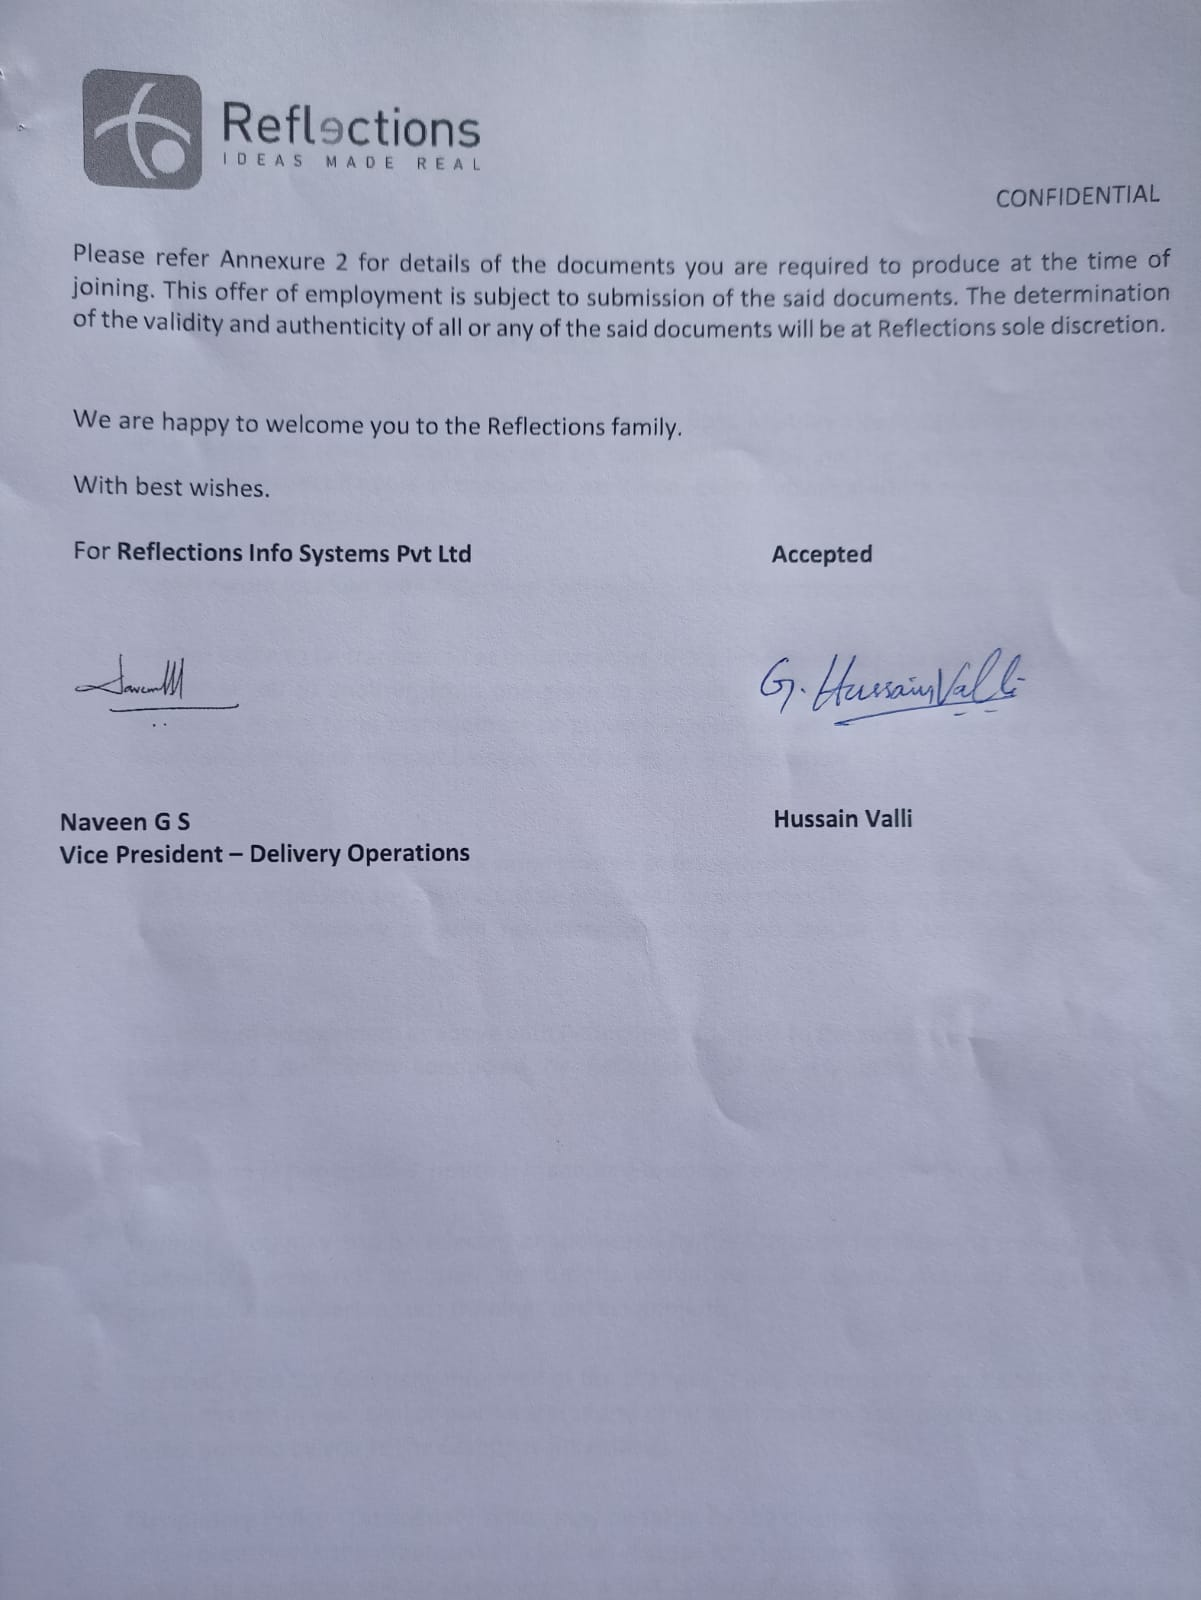 Reflections
IDEAS MADE REAL
CONFIDENTIAL
Please refer Annexure 2 for details of the documents you are required to produce at the time of
joining. This offer of employment is subject to submission of the said documents. The determination
of the validity and authenticity of all or any of the said documents will be at Reflections sole discretion.
We are happy to welcome you to the Reflections family.
With best wishes.
For Reflections Info Systems Pvt Ltd
Accepted
G. Hussain Valli
Naveen G S
Hussain Valli
Vice President – Delivery Operations